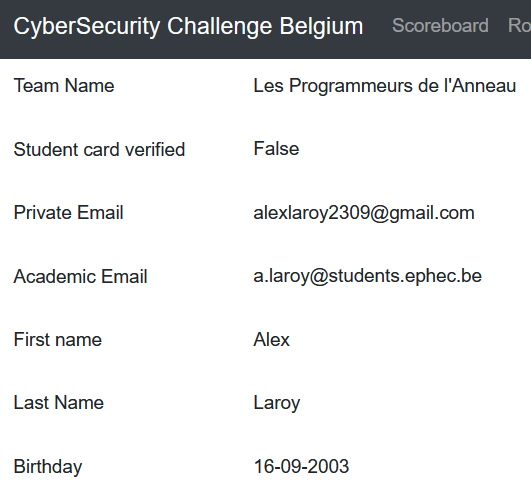 CyberSecurity Challenge Belgium Scoreboard Ro
Team Name Les Programmeurs de l'Anneau
Student card verified False
Private Email alexlaroy2309@gmail.com
Academic Email a.laroy@students.ephec.be
First name Alex
Last Name Laroy
Birthday 16-09-2003